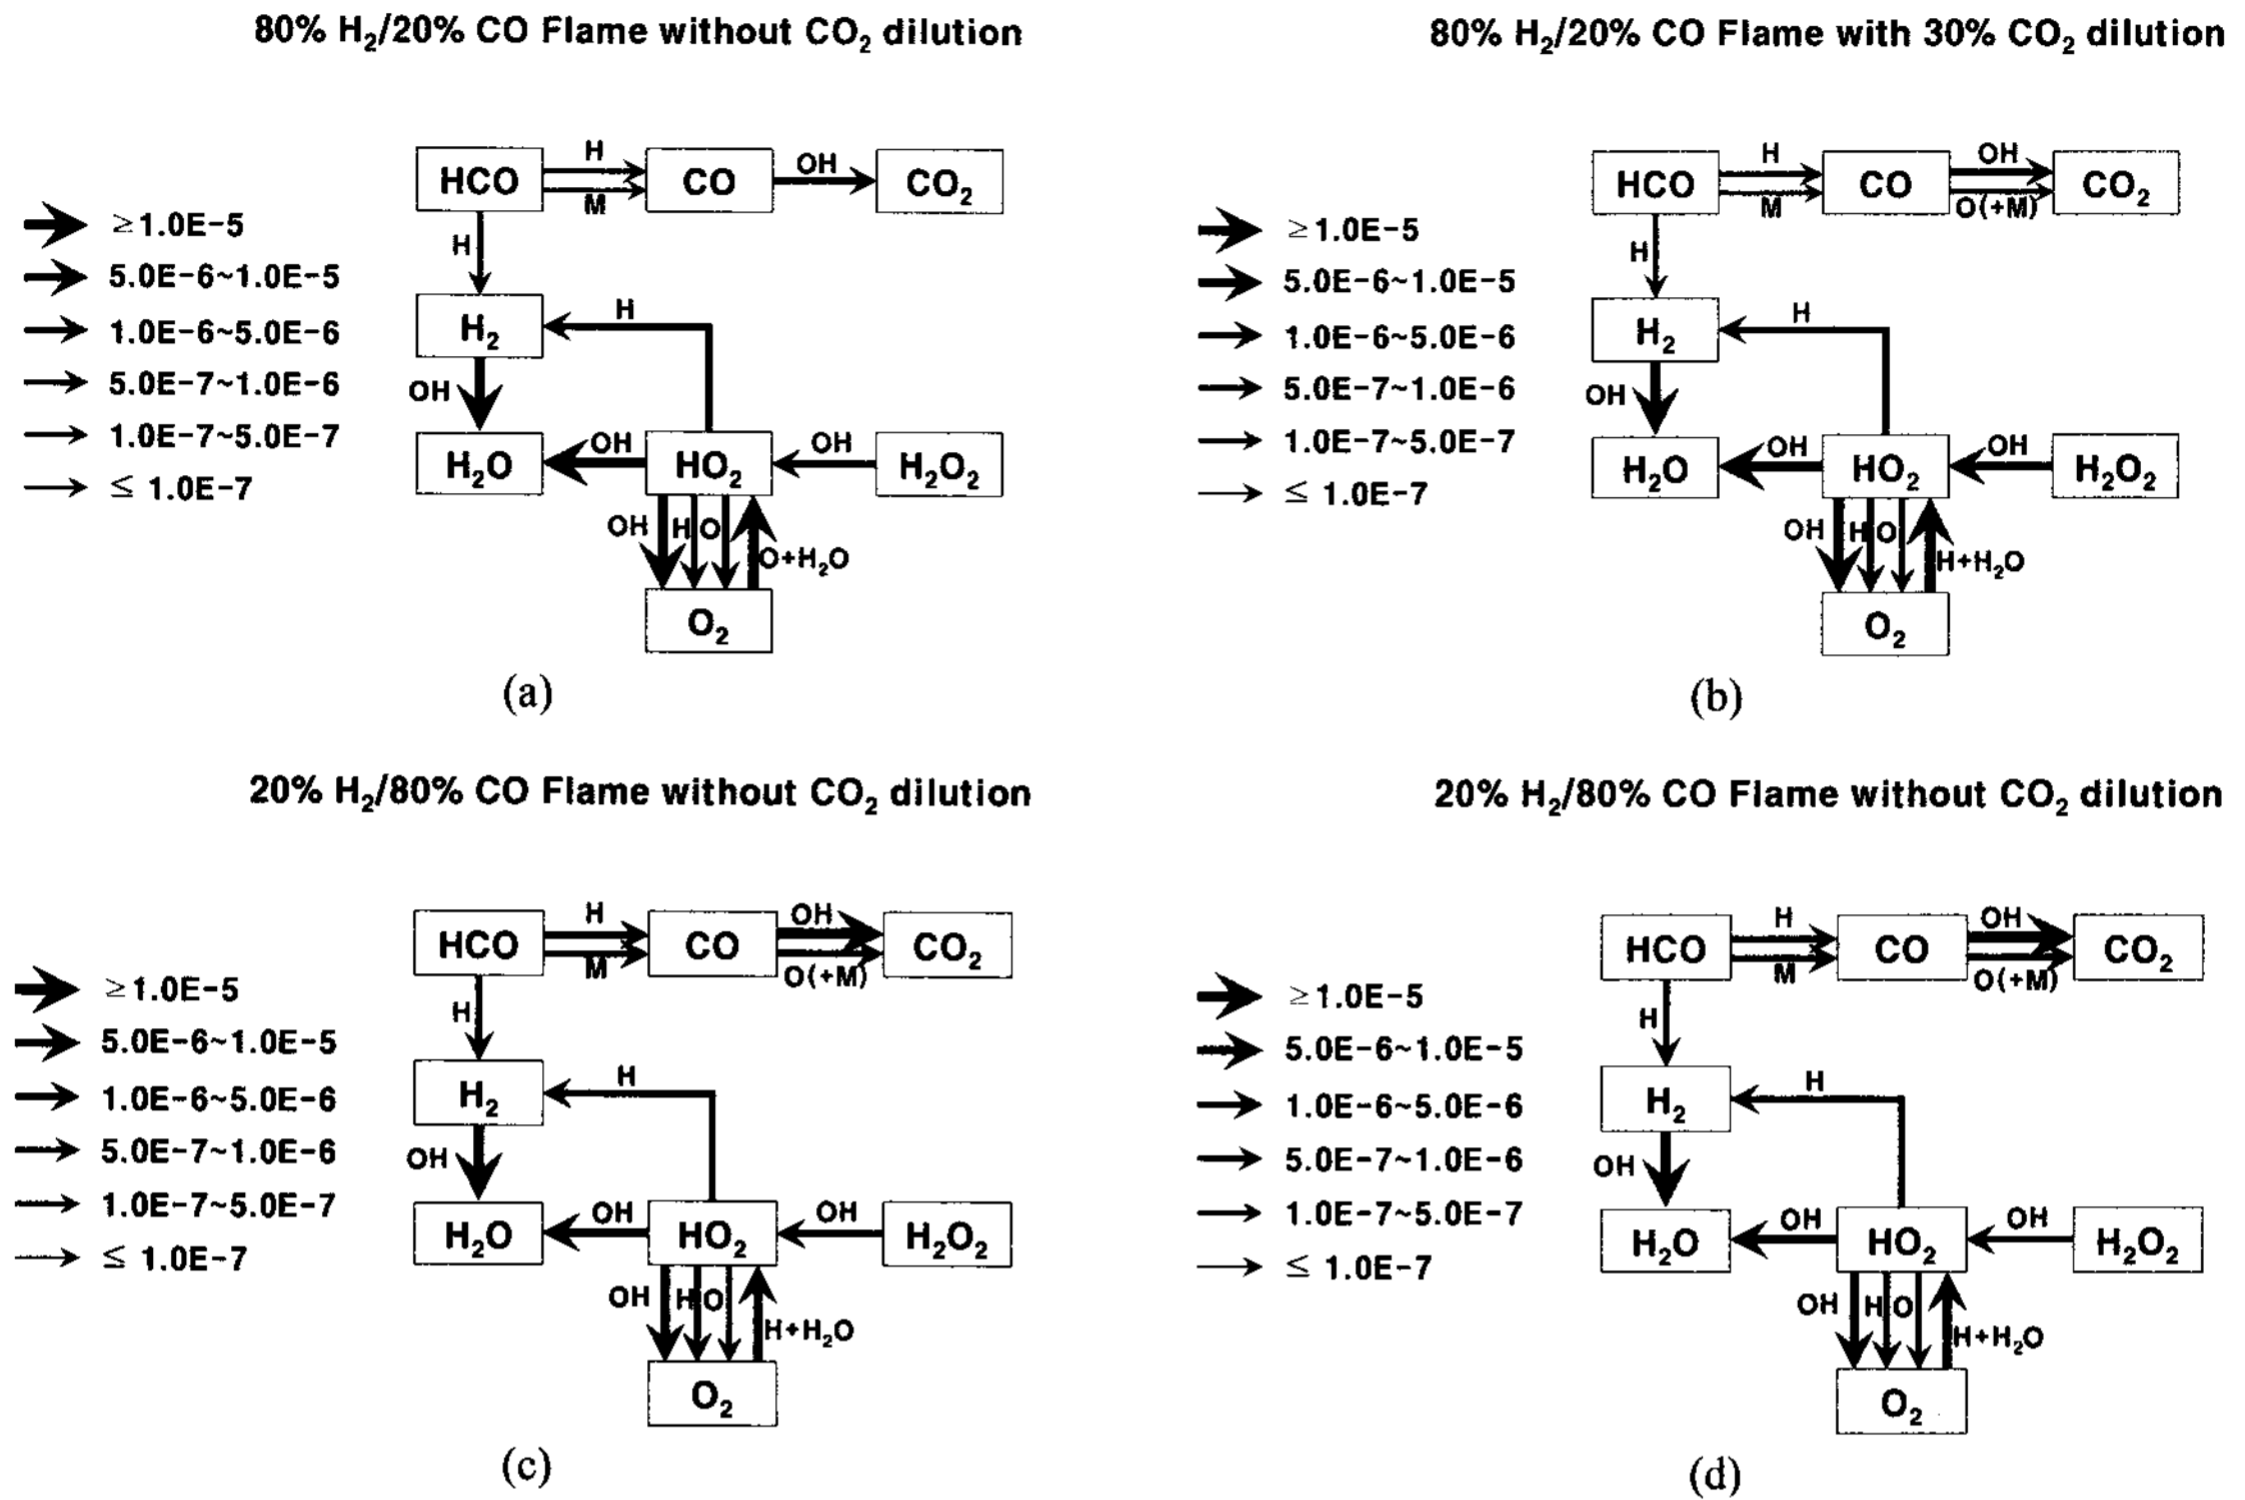 80% H₂/20% CO Flame without CO₂ dilution
HCO
H
M
CO
OH
CO₂
H
H₂
H
OH
H₂O
OH
HO₂
OH
H₂O₂
OH
H
O
O+H₂O
O₂
≥1.0E-5
5.0E-6~1.0E-5
1.0E-6~5.0E-6
5.0E-7~1.0E-6
1.0E-7~5.0E-7
≤ 1.0E-7
(a)
80% H₂/20% CO Flame with 30% CO₂ dilution
HCO
H
M
CO
OH
O(+M)
CO₂
H
H₂
H
OH
H₂O
OH
HO₂
OH
H₂O₂
OH
H
O
H+H₂O
O₂
≥1.0E-5
5.0E-6~1.0E-5
1.0E-6~5.0E-6
5.0E-7~1.0E-6
1.0E-7~5.0E-7
≤ 1.0E-7
(b)
20% H₂/80% CO Flame without CO₂ dilution
HCO
H
M
CO
OH
O(+M)
CO₂
H
H₂
H
OH
H₂O
OH
HO₂
OH
H₂O₂
OH
H
O
H+H₂O
O₂
≥1.0E-5
5.0E-6~1.0E-5
1.0E-6~5.0E-6
5.0E-7~1.0E-6
1.0E-7~5.0E-7
≤ 1.0E-7
(c)
20% H₂/80% CO Flame without CO₂ dilution
HCO
H
M
CO
OH
O(+M)
CO₂
H
H₂
H
OH
H₂O
OH
HO₂
OH
H₂O₂
OH
H
O
H+H₂O
O₂
≥1.0E-5
5.0E-6~1.0E-5
1.0E-6~5.0E-6
5.0E-7~1.0E-6
1.0E-7~5.0E-7
≤ 1.0E-7
(d)